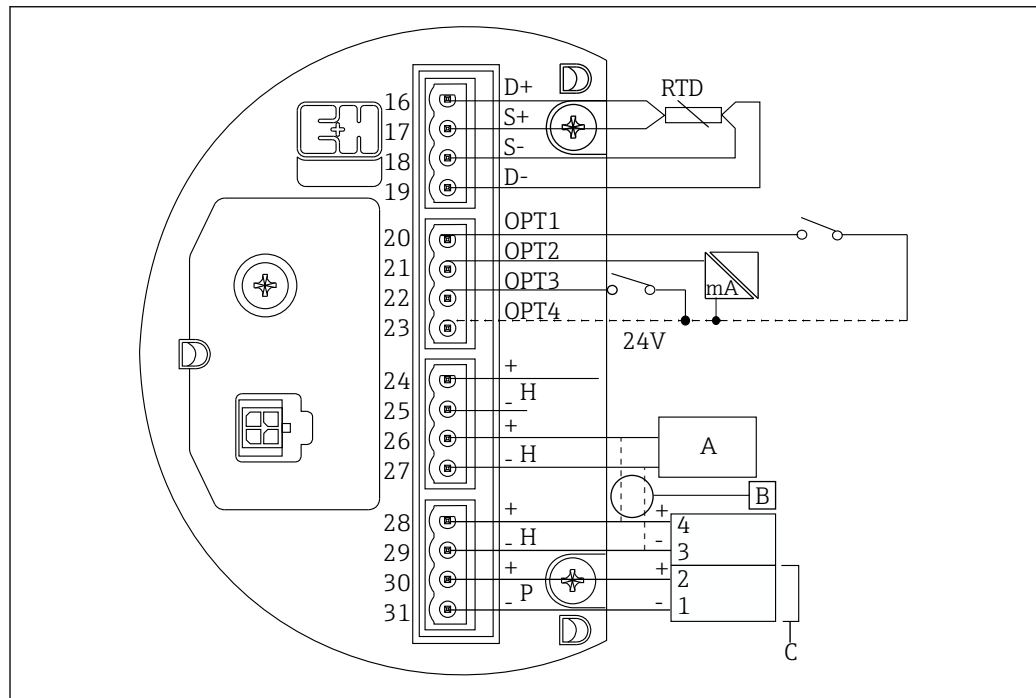 16 D+ RTD
17 S+
18 S-
19 D-
20 OPT1
21 OPT2
22 OPT3 mA
23 OPT4 24V
24 +
25 - H
26 + A
27 - H
B
28 + + 4
29 - H - 3
30 + + 2
31 - P - 1
C
EH